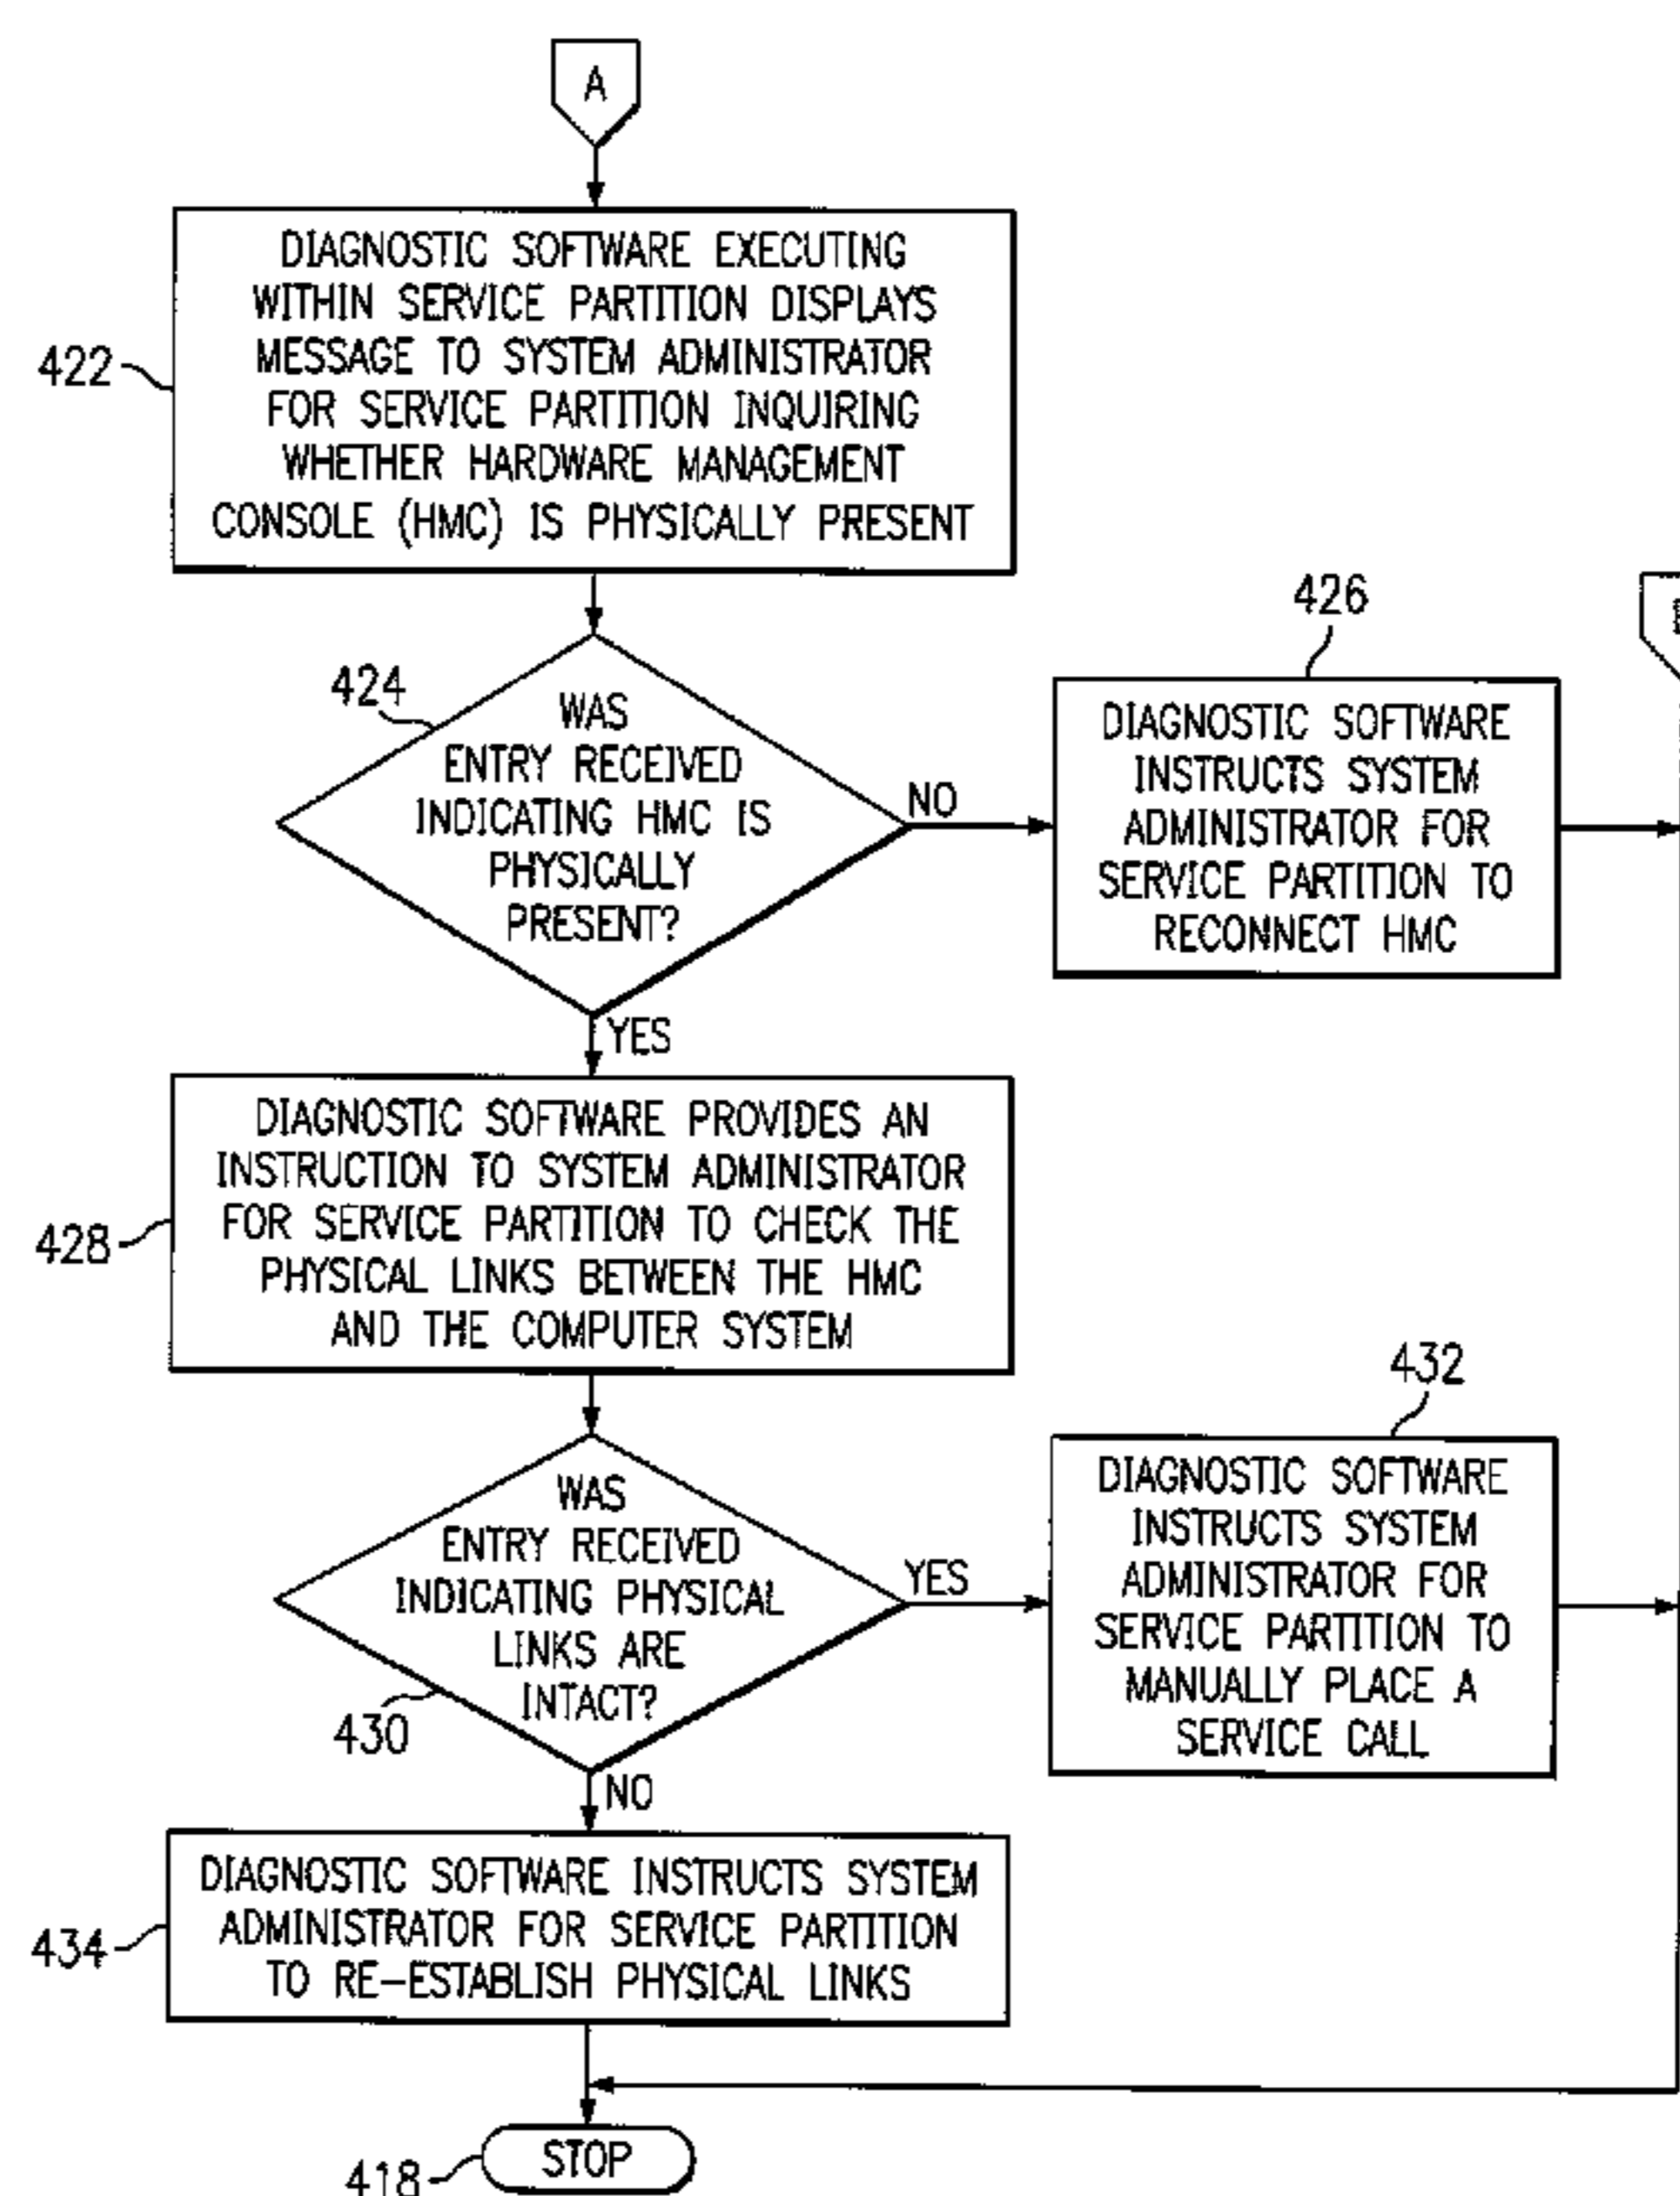 A
DIAGNOSTIC SOFTWARE EXECUTING
WITHIN SERVICE PARTITION DISPLAYS
MESSAGE TO SYSTEM ADMINISTRATOR
FOR SERVICE PARTITION INQUIRING
WHETHER HARDWARE MANAGEMENT
CONSOLE (HMC) IS PHYSICALLY PRESENT
422
424
WAS
ENTRY RECEIVED
INDICATING HMC IS
PHYSICALLY
PRESENT?
NO
426
DIAGNOSTIC SOFTWARE
INSTRUCTS SYSTEM
ADMINISTRATOR FOR
SERVICE PARTITION TO
RECONNECT HMC
YES
DIAGNOSTIC SOFTWARE PROVIDES AN
INSTRUCTION TO SYSTEM ADMINISTRATOR
FOR SERVICE PARTITION TO CHECK THE
PHYSICAL LINKS BETWEEN THE HMC
AND THE COMPUTER SYSTEM
428
WAS
ENTRY RECEIVED
INDICATING PHYSICAL
LINKS ARE
INTACT?
430
YES
432
DIAGNOSTIC SOFTWARE
INSTRUCTS SYSTEM
ADMINISTRATOR FOR
SERVICE PARTITION TO
MANUALLY PLACE A
SERVICE CALL
NO
DIAGNOSTIC SOFTWARE INSTRUCTS SYSTEM
ADMINISTRATOR FOR SERVICE PARTITION
TO RE-ESTABLISH PHYSICAL LINKS
434
STOP
418